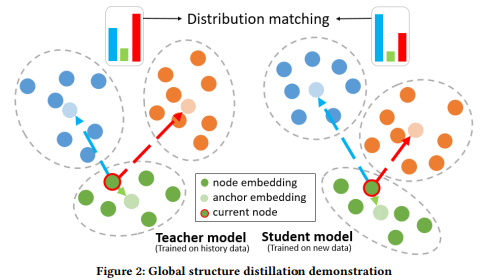 Distribution matching
node embedding
anchor embedding
current node
Teacher model
(Trained on history data)
Student model
(Trained on new data)
Figure 2: Global structure distillation demonstration